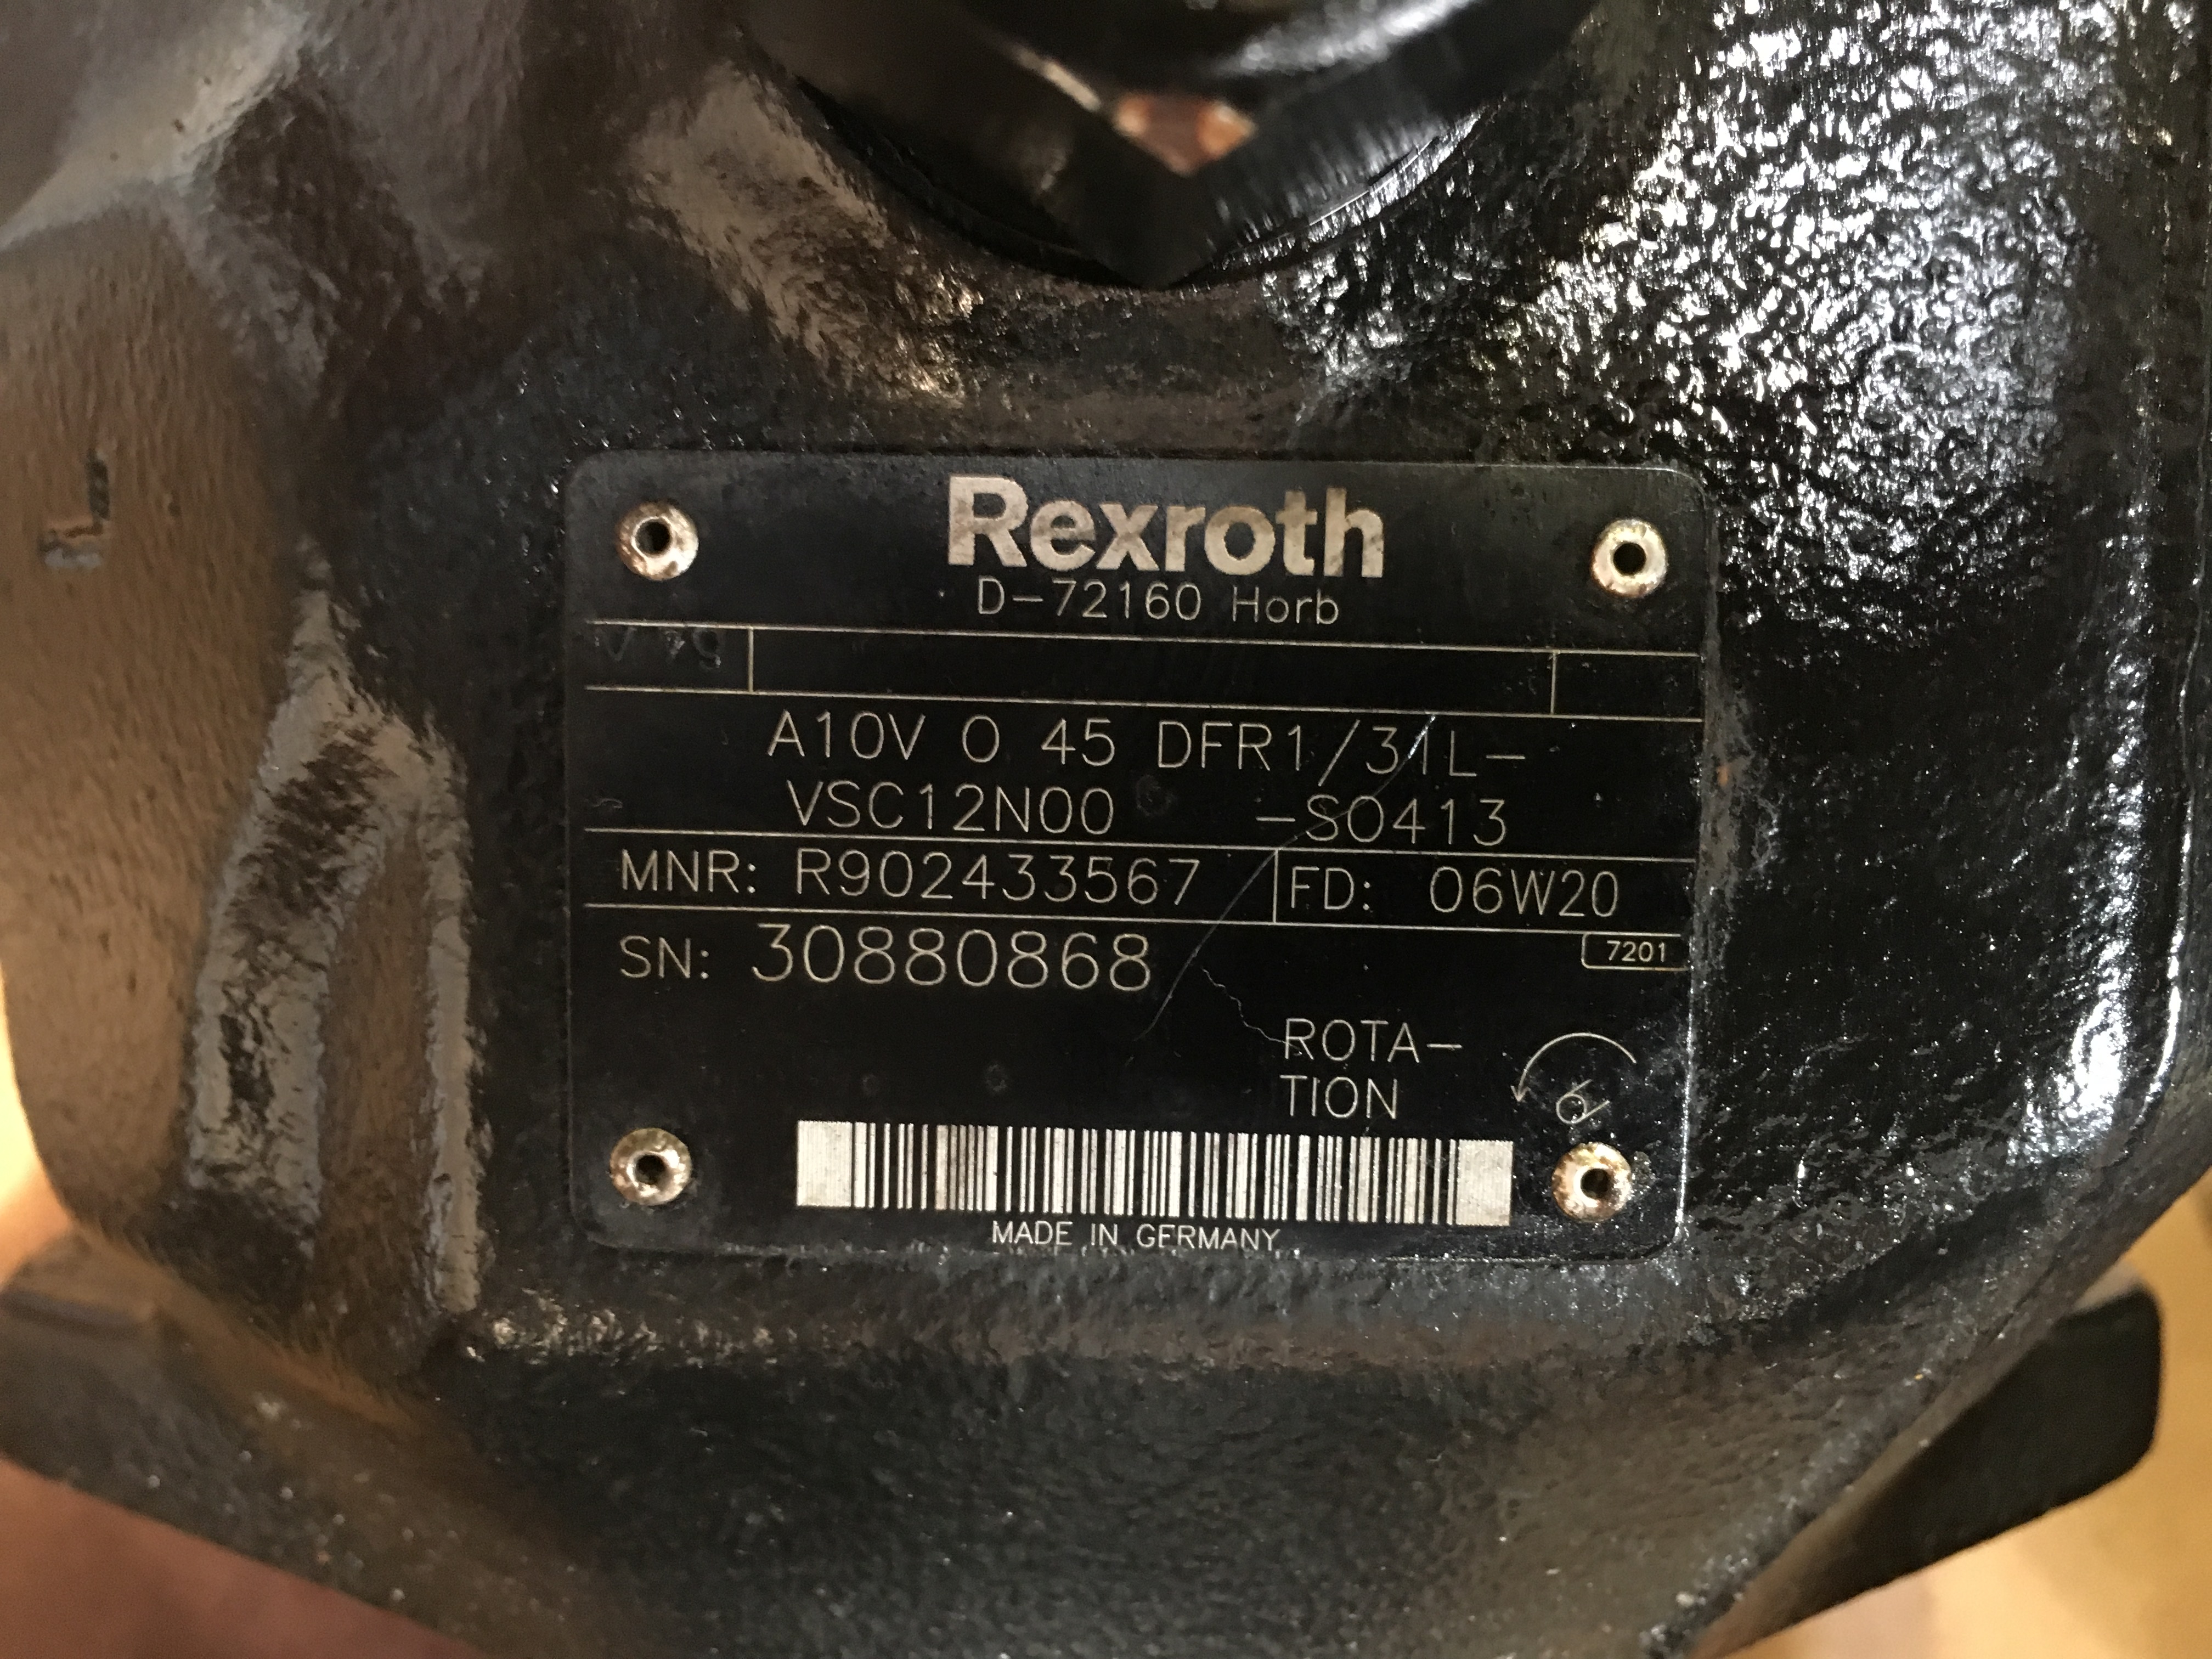 L
Rexroth
D-72160 Horb
A10V O 45 DFR1/31L-
VSC12N00 -SO413
MNR: R902433567 FD: 06W20
SN: 30880868
7201
ROTA-
TION
MADE IN GERMANY